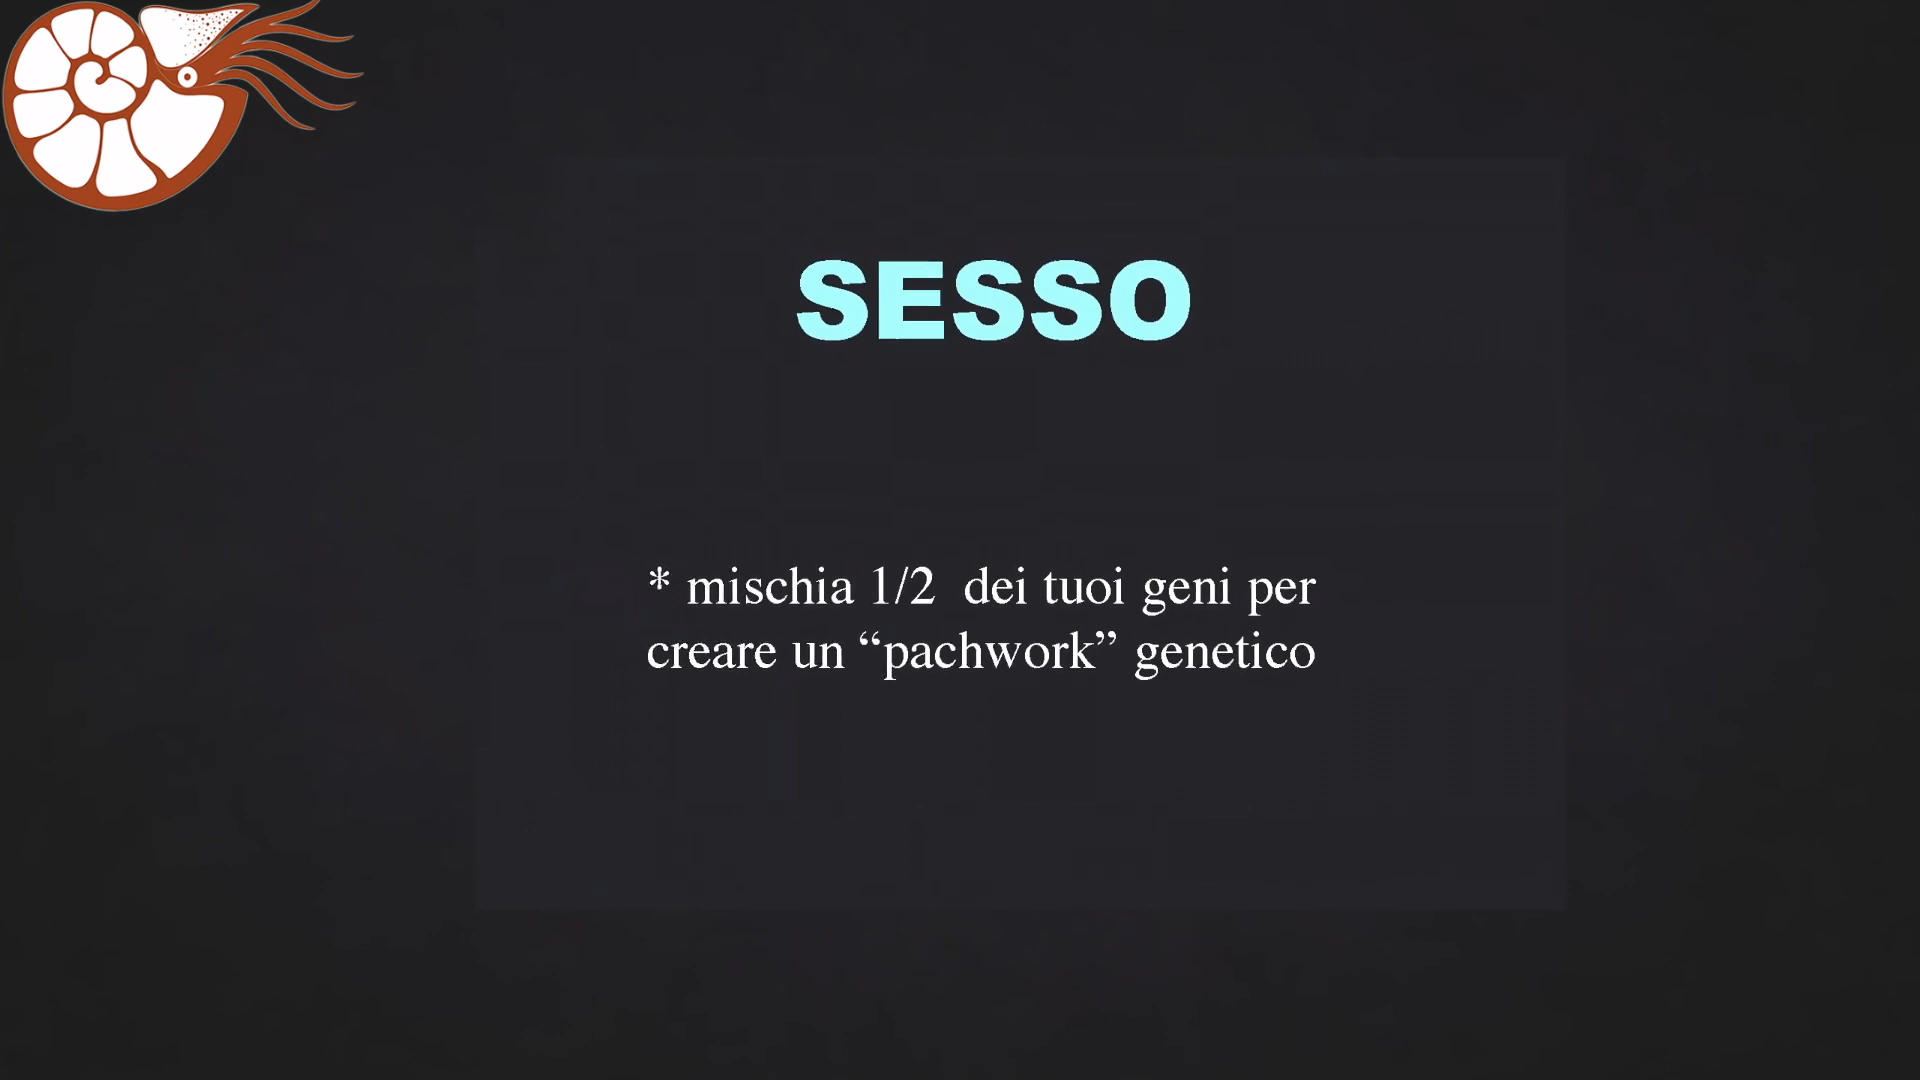 SESSO
* mischia 1/2  dei tuoi geni per
creare un “pachwork” genetico